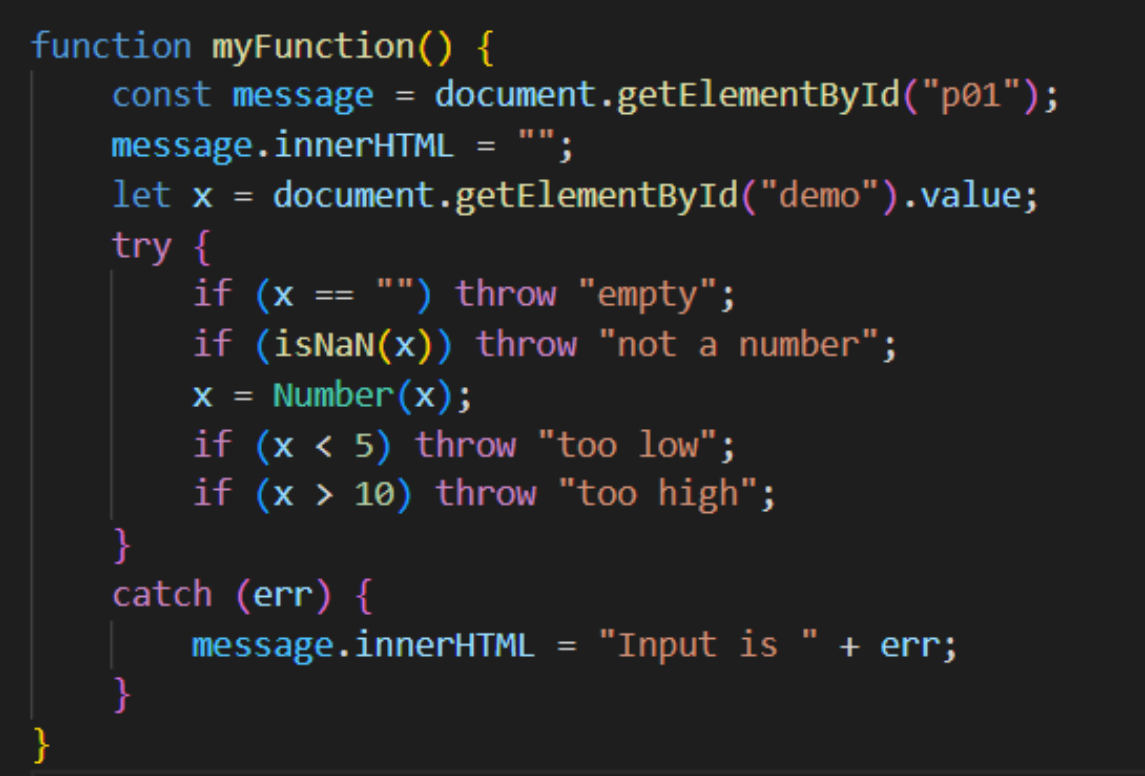 function myFunction() {
    const message = document.getElementById("p01");
    message.innerHTML = "";
    let x = document.getElementById("demo").value;
    try {
        if (x == "") throw "empty";
        if (isNaN(x)) throw "not a number";
        x = Number(x);
        if (x < 5) throw "too low";
        if (x > 10) throw "too high";
    }
    catch (err) {
        message.innerHTML = "Input is " + err;
    }
}